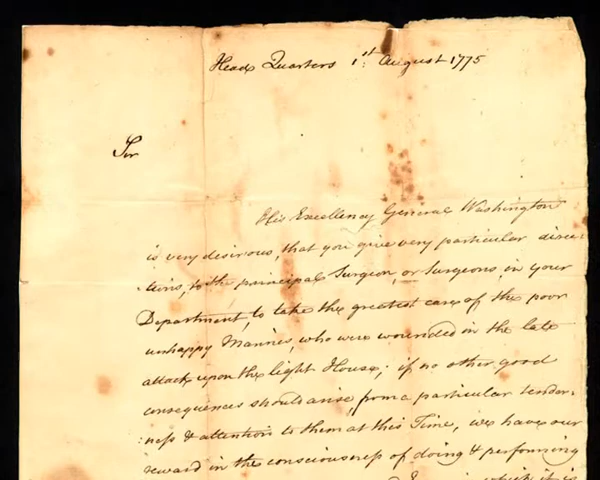 Head Quarters 1st August 1775
Sir
His Excellency General Washington
is very desirous, that you give very particular direc-
:tions, to the principal Surgeon, or Surgeons, in your
Department, to take the greatest care of the poor
unhappy Marines, who were wounded in the late
attack upon the light House; if no other good
consequences should arise, from a particular tender-
:ness & attention to them at this Time, we have our
reward in the consciousness of doing & performing
which it is